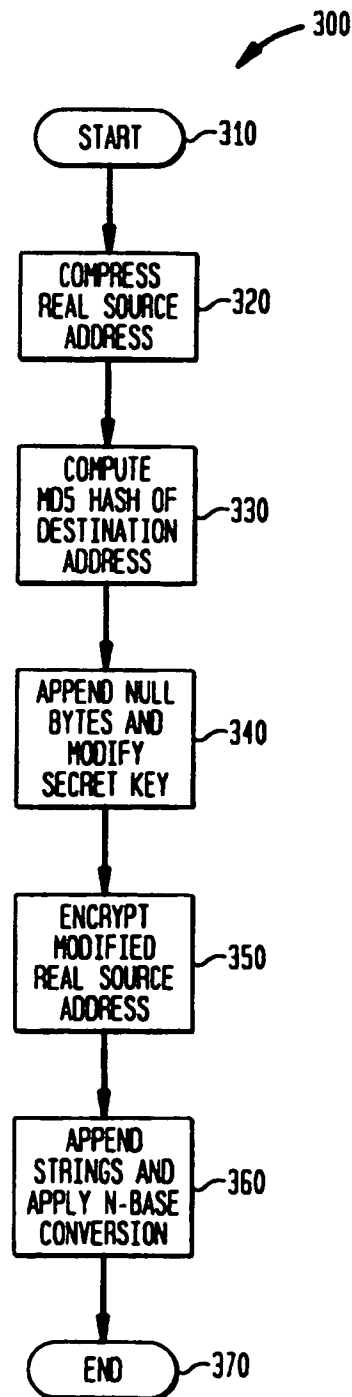 300
START
310
COMPRESS
REAL SOURCE
ADDRESS
320
COMPUTE
MD5 HASH OF
DESTINATION
ADDRESS
330
APPEND NULL
BYTES AND
MODIFY
SECRET KEY
340
ENCRYPT
MODIFIED
REAL SOURCE
ADDRESS
350
APPEND
STRINGS AND
APPLY N-BASE
CONVERSION
360
END
370